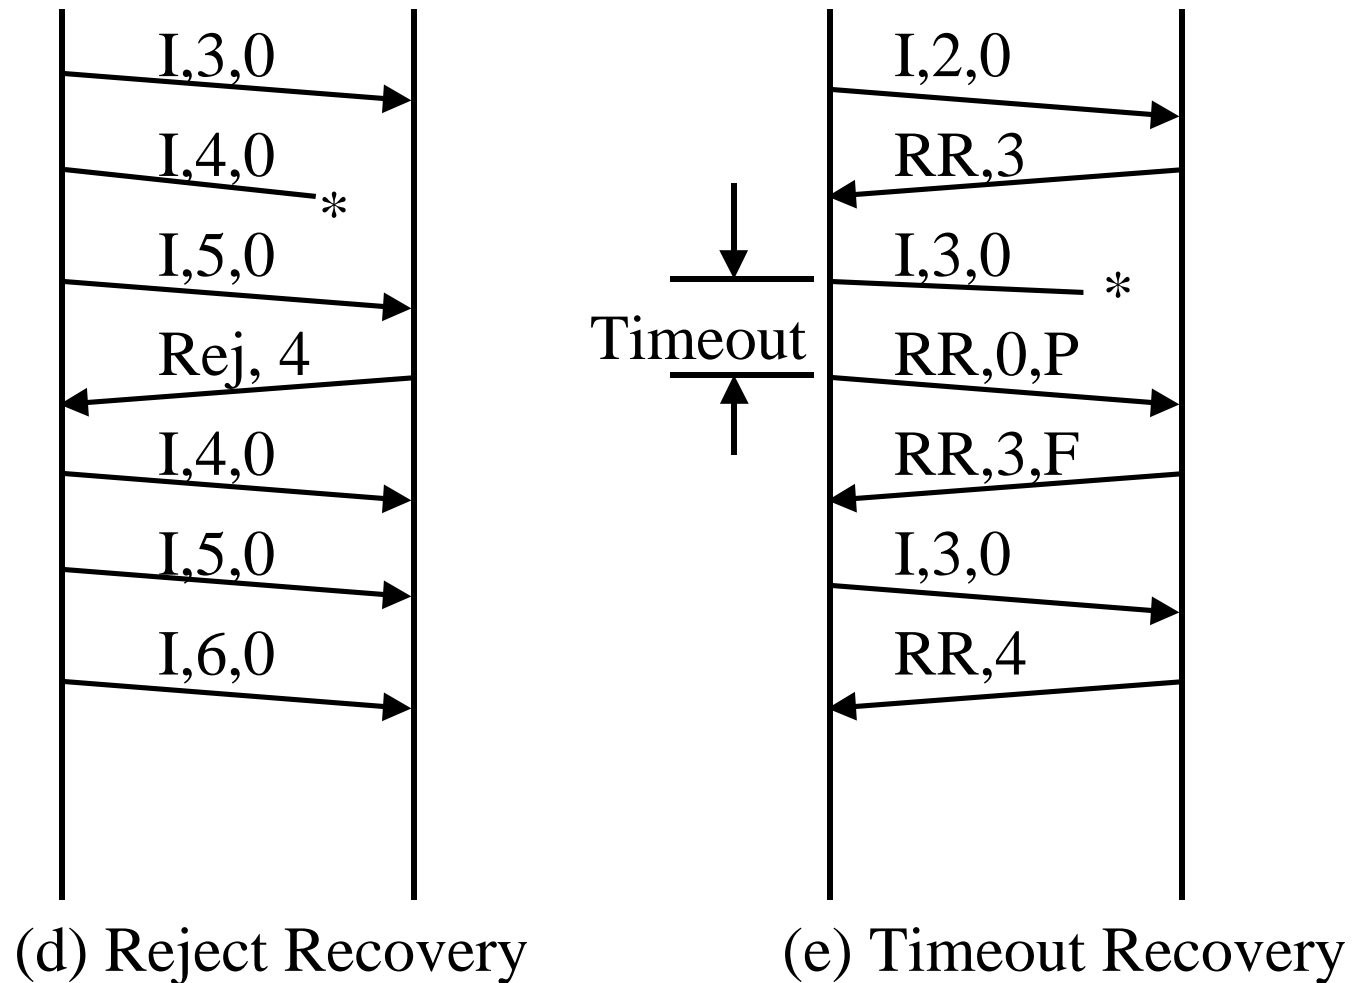 I,3,0
I,4,0
*
I,5,0
Rej, 4
I,4,0
I,5,0
I,6,0
(d) Reject Recovery
I,2,0
RR,3
I,3,0
*
Timeout
RR,0,P
RR,3,F
I,3,0
RR,4
(e) Timeout Recovery